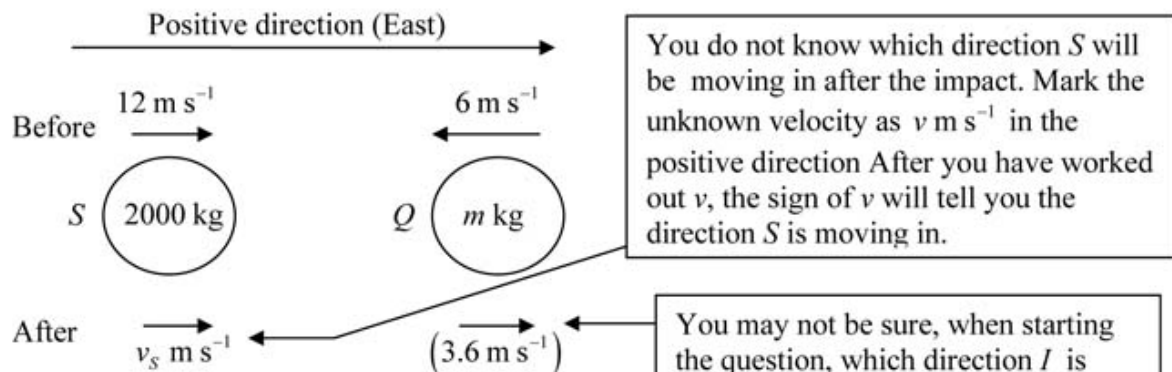 Positive direction (East)
12 m s⁻¹
6 m s⁻¹
Before
S
2000 kg
Q
m kg
After
v_S m s⁻¹
(3.6 m s⁻¹)
You do not know which direction S will
be moving in after the impact. Mark the
unknown velocity as v m s⁻¹ in the
positive direction After you have worked
out v, the sign of v will tell you the
direction S is moving in.
You may not be sure, when starting
the question, which direction I is